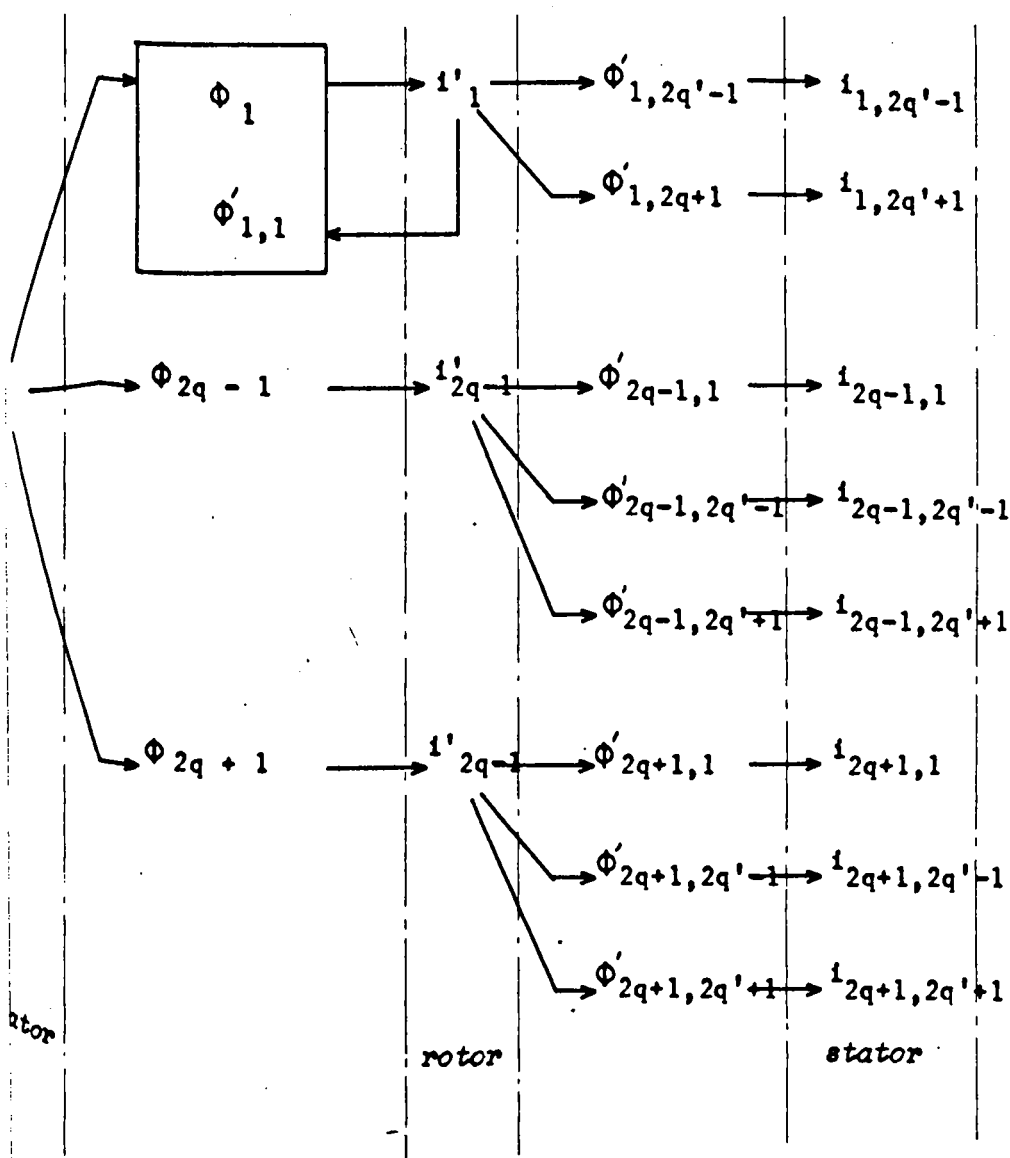 Φ₁ i'₁ Φ′₁,₂q'₋₁ i₁,₂q'₋₁
Φ′₁,₂q₊₁ i₁,₂q'₊₁
Φ′₁,₁
Φ₂q ₋ ₁ i'₂q₋₁ Φ′₂q₋₁,₁ i₂q₋₁,₁
Φ′₂q₋₁,₂q'₋₁ i₂q₋₁,₂q'₋₁
Φ′₂q₋₁,₂q'₊₁ i₂q₋₁,₂q'₊₁
Φ₂q ₊ ₁ i'₂q₋₁ Φ′₂q₊₁,₁ i₂q₊₁,₁
Φ′₂q₊₁,₂q'₋₁ i₂q₊₁,₂q'₋₁
Φ′₂q₊₁,₂q'₊₁ i₂q₊₁,₂q'₊₁
ator rotor stator